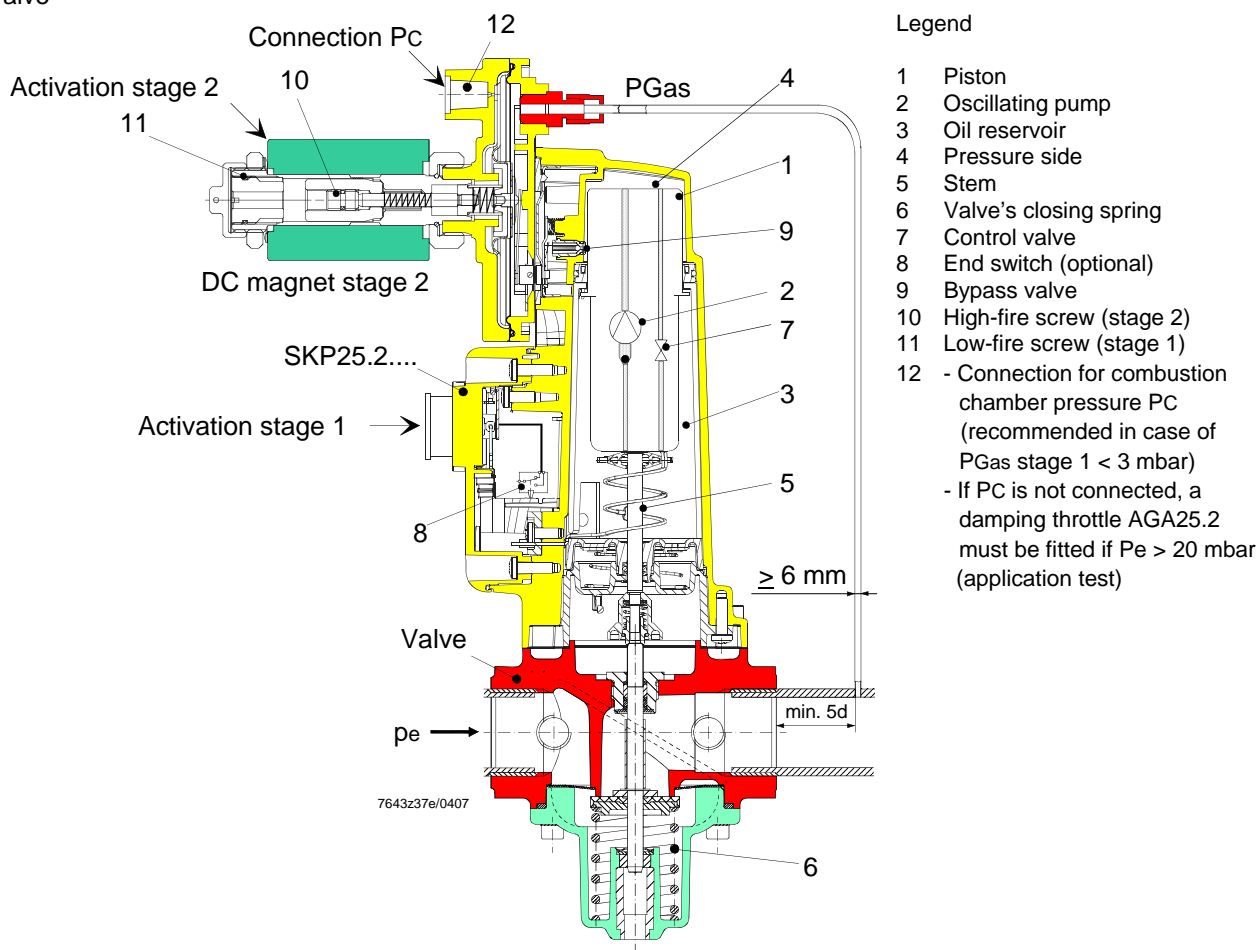 Connection PC
12
Activation stage 2
10
11
PGas
4
1
9
DC magnet stage 2
2
7
SKP25.2....
3
Activation stage 1
5
8
≥ 6 mm
Valve
min. 5d
pe
7643z37e/0407
6
Legend
1 Piston
2 Oscillating pump
3 Oil reservoir
4 Pressure side
5 Stem
6 Valve's closing spring
7 Control valve
8 End switch (optional)
9 Bypass valve
10 High-fire screw (stage 2)
11 Low-fire screw (stage 1)
12 - Connection for combustion
chamber pressure PC
(recommended in case of
PGas stage 1 < 3 mbar)
- If PC is not connected, a
damping throttle AGA25.2
must be fitted if Pe > 20 mbar
(application test)